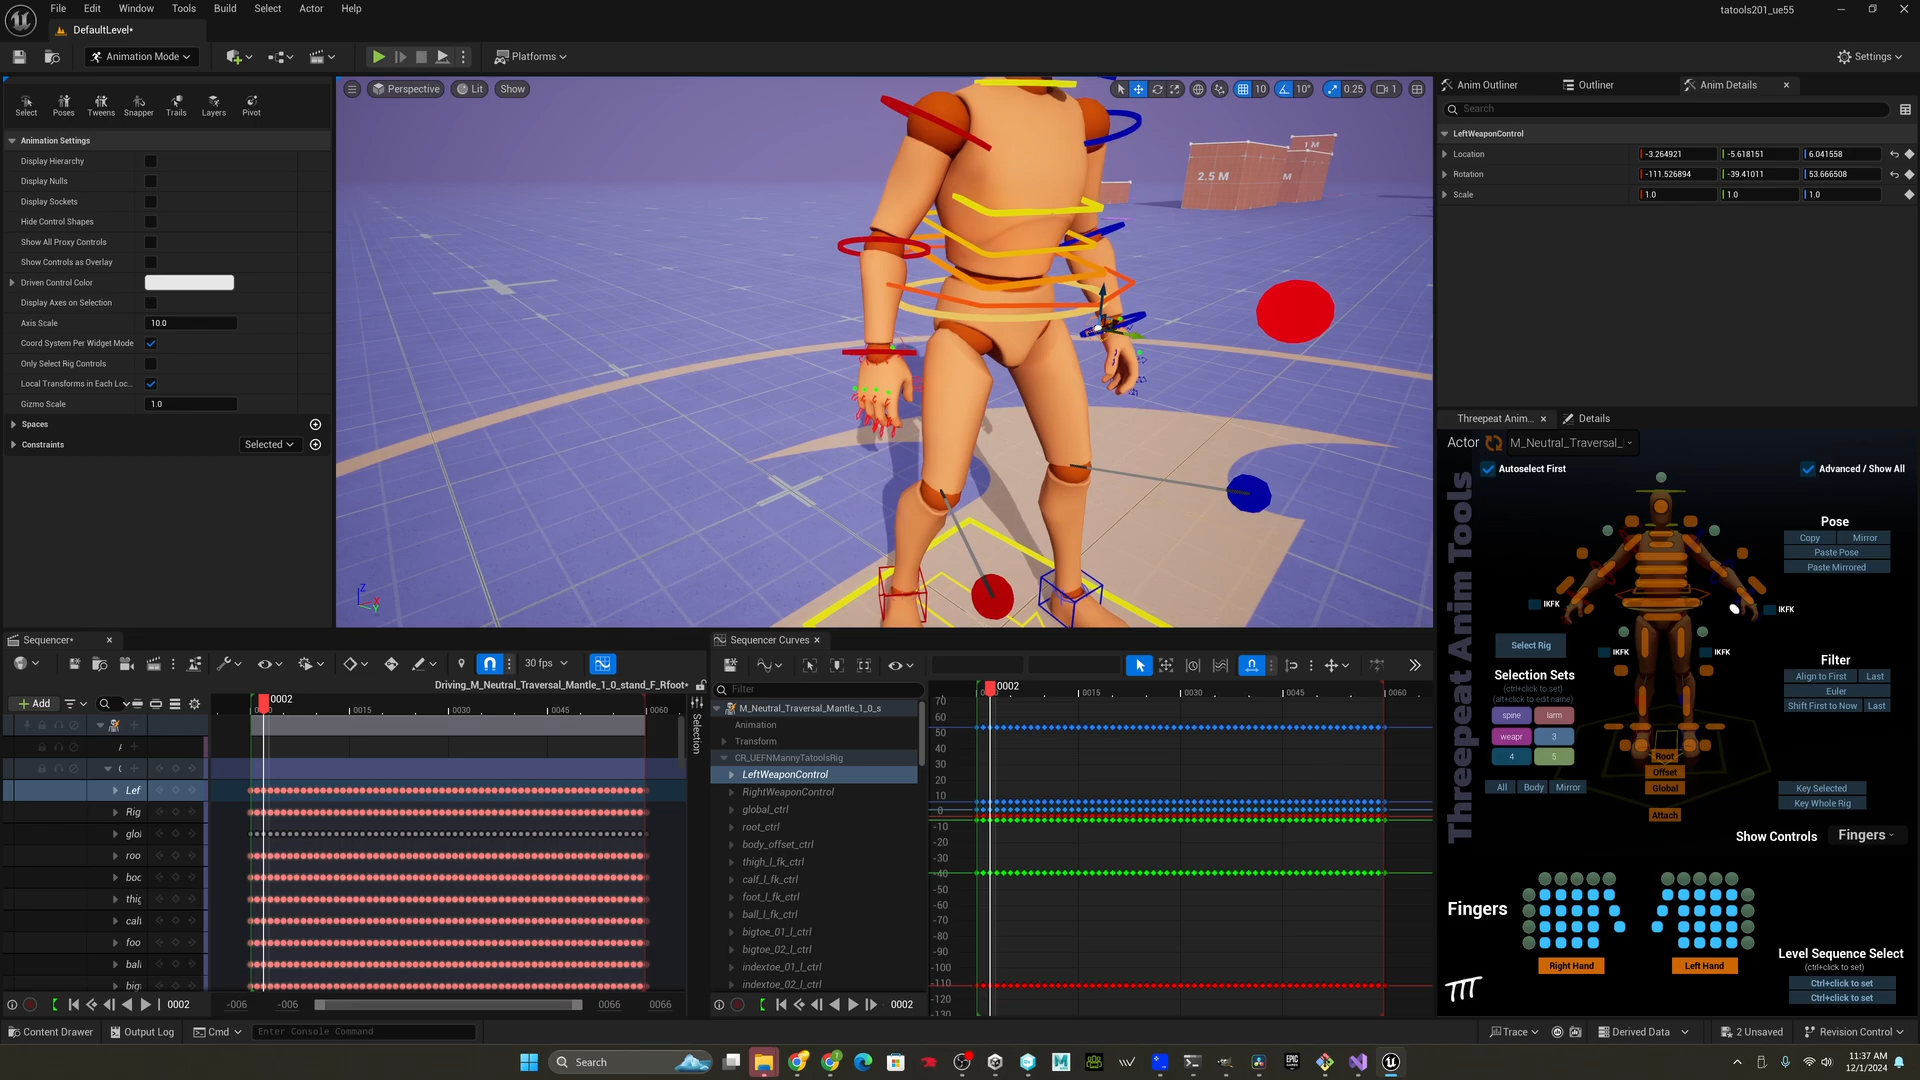 File Edit Window Tools Build Select Actor Help
tatools201_ue55
DefaultLevel*
Animation Mode
Platforms
Settings
Select Poses Tweens Snapper Trails Layers Pivot
Animation Settings
Display Hierarchy
Display Nulls
Display Sockets
Hide Control Shapes
Show All Proxy Controls
Show Controls as Overlay
Driven Control Color
Display Axes on Selection
Axis Scale 10.0
Coord System Per Widget Mode
Only Select Rig Controls
Local Transforms in Each Loc...
Gizmo Scale 1.0
Spaces
Constraints Selected
Perspective Lit Show
10 10° 0.25 1
2.5 M
1 M
M
Z
X
Y
Anim Outliner Outliner Anim Details
Search
LeftWeaponControl
Location -3.264921 -5.618151 6.041558
Rotation -111.526894 -39.41011 53.666508
Scale 1.0 1.0 1.0
Threepeat Anim... Details
Actor M_Neutral_Traversal_
Autoselect First
Advanced / Show All
Threepeat Anim Tools
Pose
Copy Mirror
Paste Pose
Paste Mirrored
IKFK IKFK
Select Rig
IKFK IKFK
Filter
Selection Sets
(ctrl+click to set)
(alt+click to edit name)
Align to First Last
Euler
Shift First to Now Last
spine larm
weapr 3
4 5
All Body Mirror
Root
Offset
Global
Attach
Key Selected
Key Whole Rig
Show Controls Fingers
Fingers
Right Hand Left Hand
Level Sequence Select
(ctrl+click to set)
Ctrl+click to set
Ctrl+click to set
TTT
Sequencer*
30 fps
Driving_M_Neutral_Traversal_Mantle_1_0_stand_F_Rfoot*
Add
0002
0015 0030 0045 0060
Selection
Lef
Rig
glo
roo
boc
thig
cal
foo
bal
big
0002 -006 -006 0066 0066
Sequencer Curves
Filter
0002
0015 0030 0045 0060
M_Neutral_Traversal_Mantle_1_0_s
Animation
Transform
CR_UEFNMannyTatoolsRig
LeftWeaponControl
RightWeaponControl
global_ctrl
root_ctrl
body_offset_ctrl
thigh_l_fk_ctrl
calf_l_fk_ctrl
foot_l_fk_ctrl
ball_l_fk_ctrl
bigtoe_01_l_ctrl
bigtoe_02_l_ctrl
indextoe_01_l_ctrl
indextoe_02_l_ctrl
70
60
50
40
30
20
10
0
-10
-20
-30
-40
-50
-60
-70
-80
-90
-100
-110
-120
-130
0002
Content Drawer Output Log Cmd Enter Console Command
Trace Derived Data 2 Unsaved Revision Control
Search
11:37 AM
12/1/2024